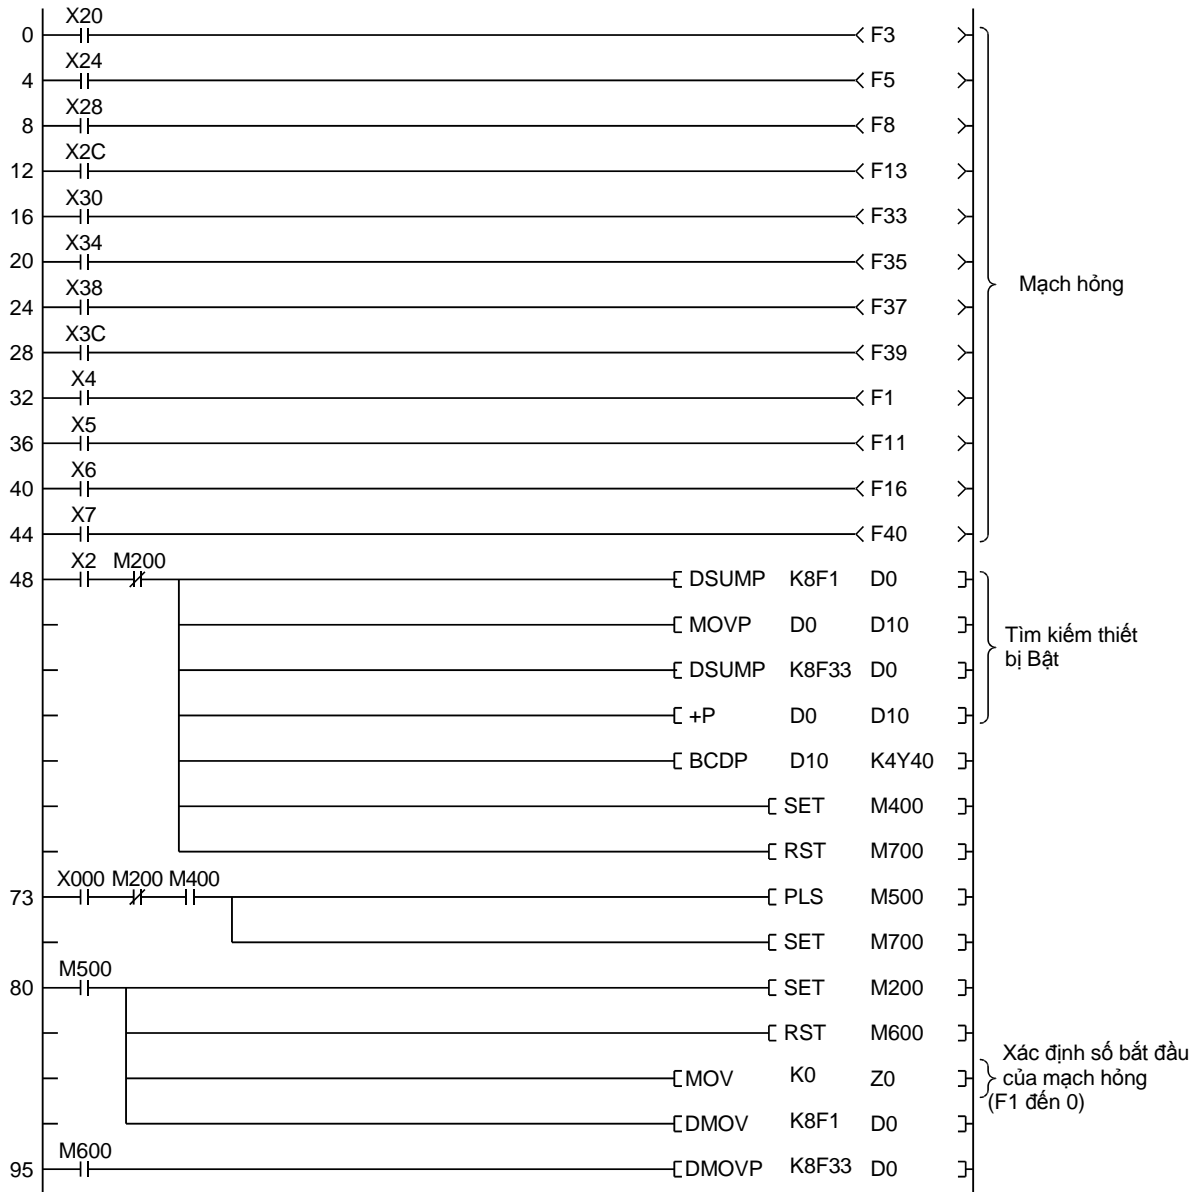 X20
0 F3
X24
4 F5
X28
8 F8
X2C
12 F13
X30
16 F33
X34
20 F35
X38
24 F37
Mạch hỏng
X3C
28 F39
X4
32 F1
X5
36 F11
X6
40 F16
X7
44 F40
X2 M200
48 DSUMP K8F1 D0
MOVP D0 D10
DSUMP K8F33 D0
+P D0 D10
Tìm kiếm thiết
bị Bật
BCDP D10 K4Y40
SET M400
RST M700
X000 M200 M400
73 PLS M500
SET M700
M500
80 SET M200
RST M600
MOV K0 Z0
DMOV K8F1 D0
Xác định số bắt đầu
của mạch hỏng
(F1 đến 0)
M600
95 DMOVP K8F33 D0